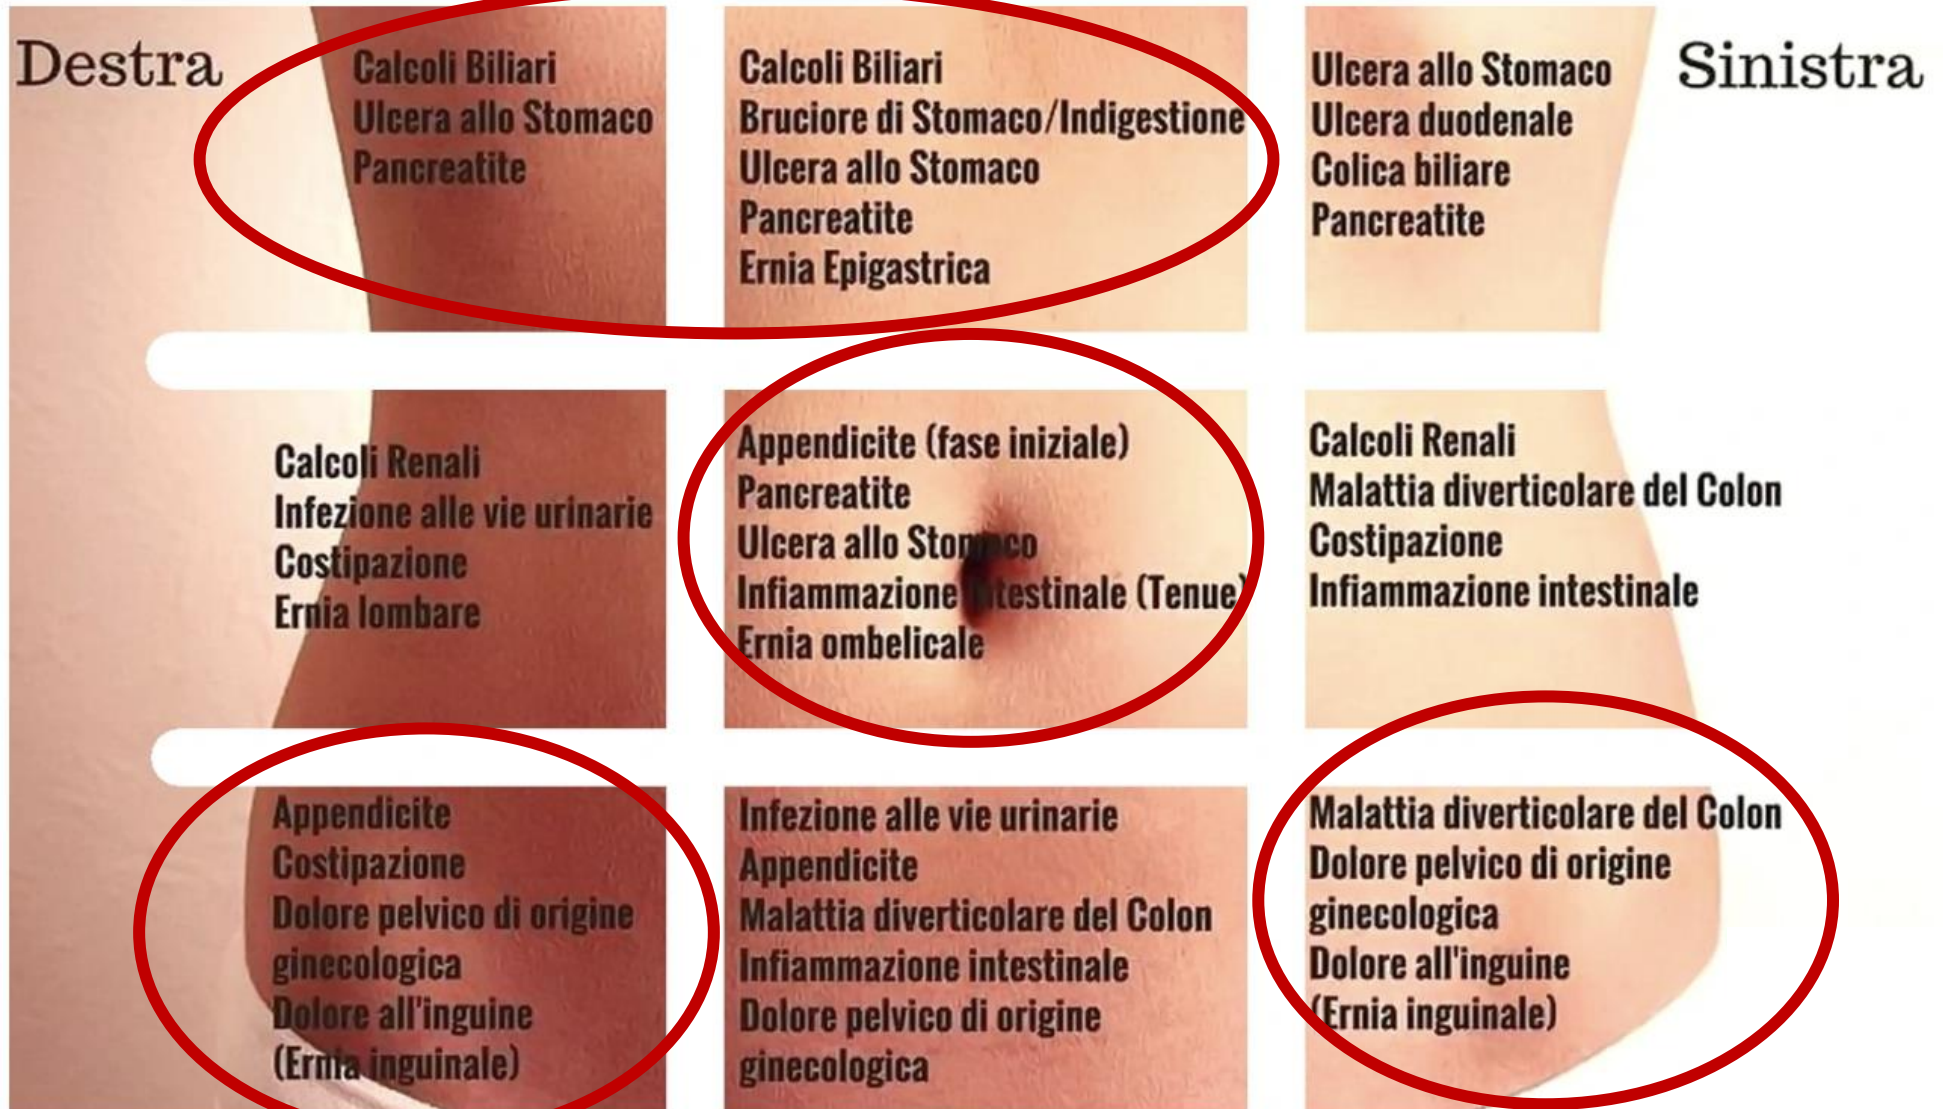 Destra
Calcoli Biliari
Ulcera allo Stomaco
Pancreatite
Calcoli Biliari
Bruciore di Stomaco/Indigestione
Ulcera allo Stomaco
Pancreatite
Ernia Epigastrica
Ulcera allo Stomaco
Ulcera duodenale
Colica biliare
Pancreatite
Sinistra
Calcoli Renali
Infezione alle vie urinarie
Costipazione
Ernia lombare
Appendicite (fase iniziale)
Pancreatite
Ulcera allo Stomaco
Infiammazione Intestinale (Tenue)
Ernia ombelicale
Calcoli Renali
Malattia diverticolare del Colon
Costipazione
Infiammazione intestinale
Appendicite
Costipazione
Dolore pelvico di origine
ginecologica
Dolore all'inguine
(Ernia inguinale)
Infezione alle vie urinarie
Appendicite
Malattia diverticolare del Colon
Infiammazione intestinale
Dolore pelvico di origine
ginecologica
Malattia diverticolare del Colon
Dolore pelvico di origine
ginecologica
Dolore all'inguine
(Ernia inguinale)